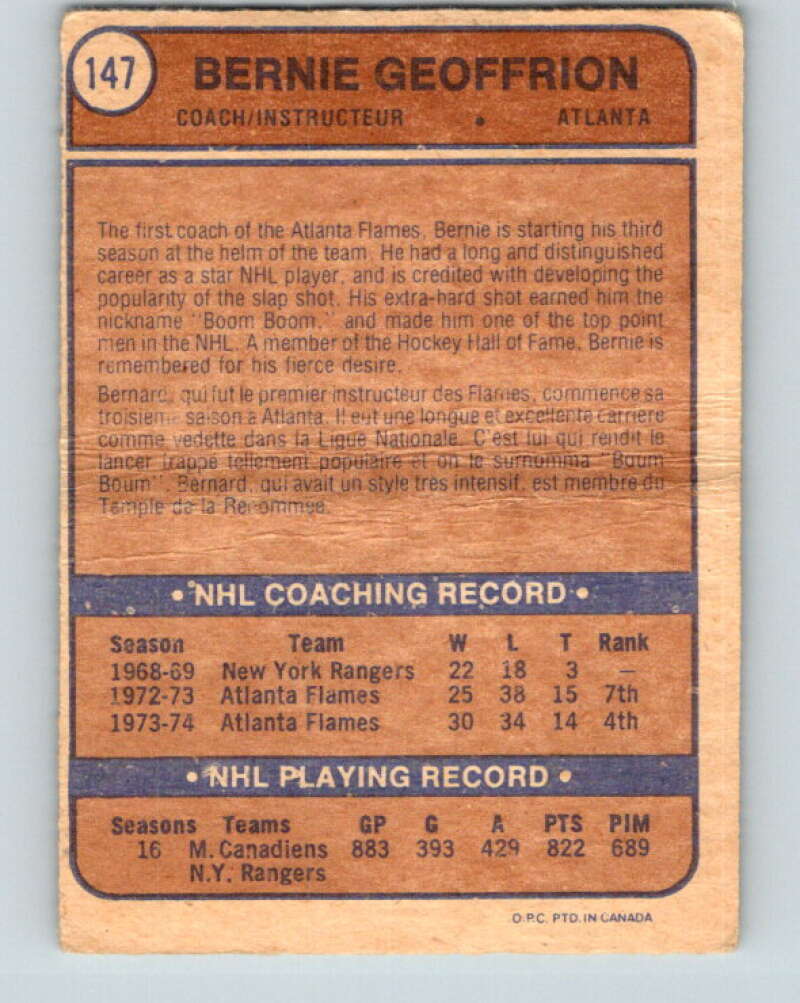 147
BERNIE GEOFFRION
COACH/INSTRUCTEUR • ATLANTA
The first coach of the Atlanta Flames, Bernie is starting his third
season at the helm of the team. He had a long and distinguished
career as a star NHL player, and is credited with developing the
popularity of the slap shot. His extra-hard shot earned him the
nickname "Boom Boom," and made him one of the top point
men in the NHL. A member of the Hockey Hall of Fame, Bernie is
remembered for his fierce desire.
Bernard, qui fut le premier instructeur des Flames, commence sa
troisieme saison a Atlanta. Il eut une longue et excellente carriere
comme vedette dans la Ligue Nationale. C'est lui qui rendit le
lancer frappe tellement populaire et on le surnomma "Boum
Boum". Bernard, qui avait un style tres intensif, est membre du
Temple de la Renommee.
• NHL COACHING RECORD •
Season Team W L T Rank
1968-69 New York Rangers 22 18 3 –
1972-73 Atlanta Flames 25 38 15 7th
1973-74 Atlanta Flames 30 34 14 4th
• NHL PLAYING RECORD •
Seasons Teams GP G A PTS PIM
16 M. Canadiens 883 393 429 822 689
N.Y. Rangers
O.P.C. PTD. IN CANADA